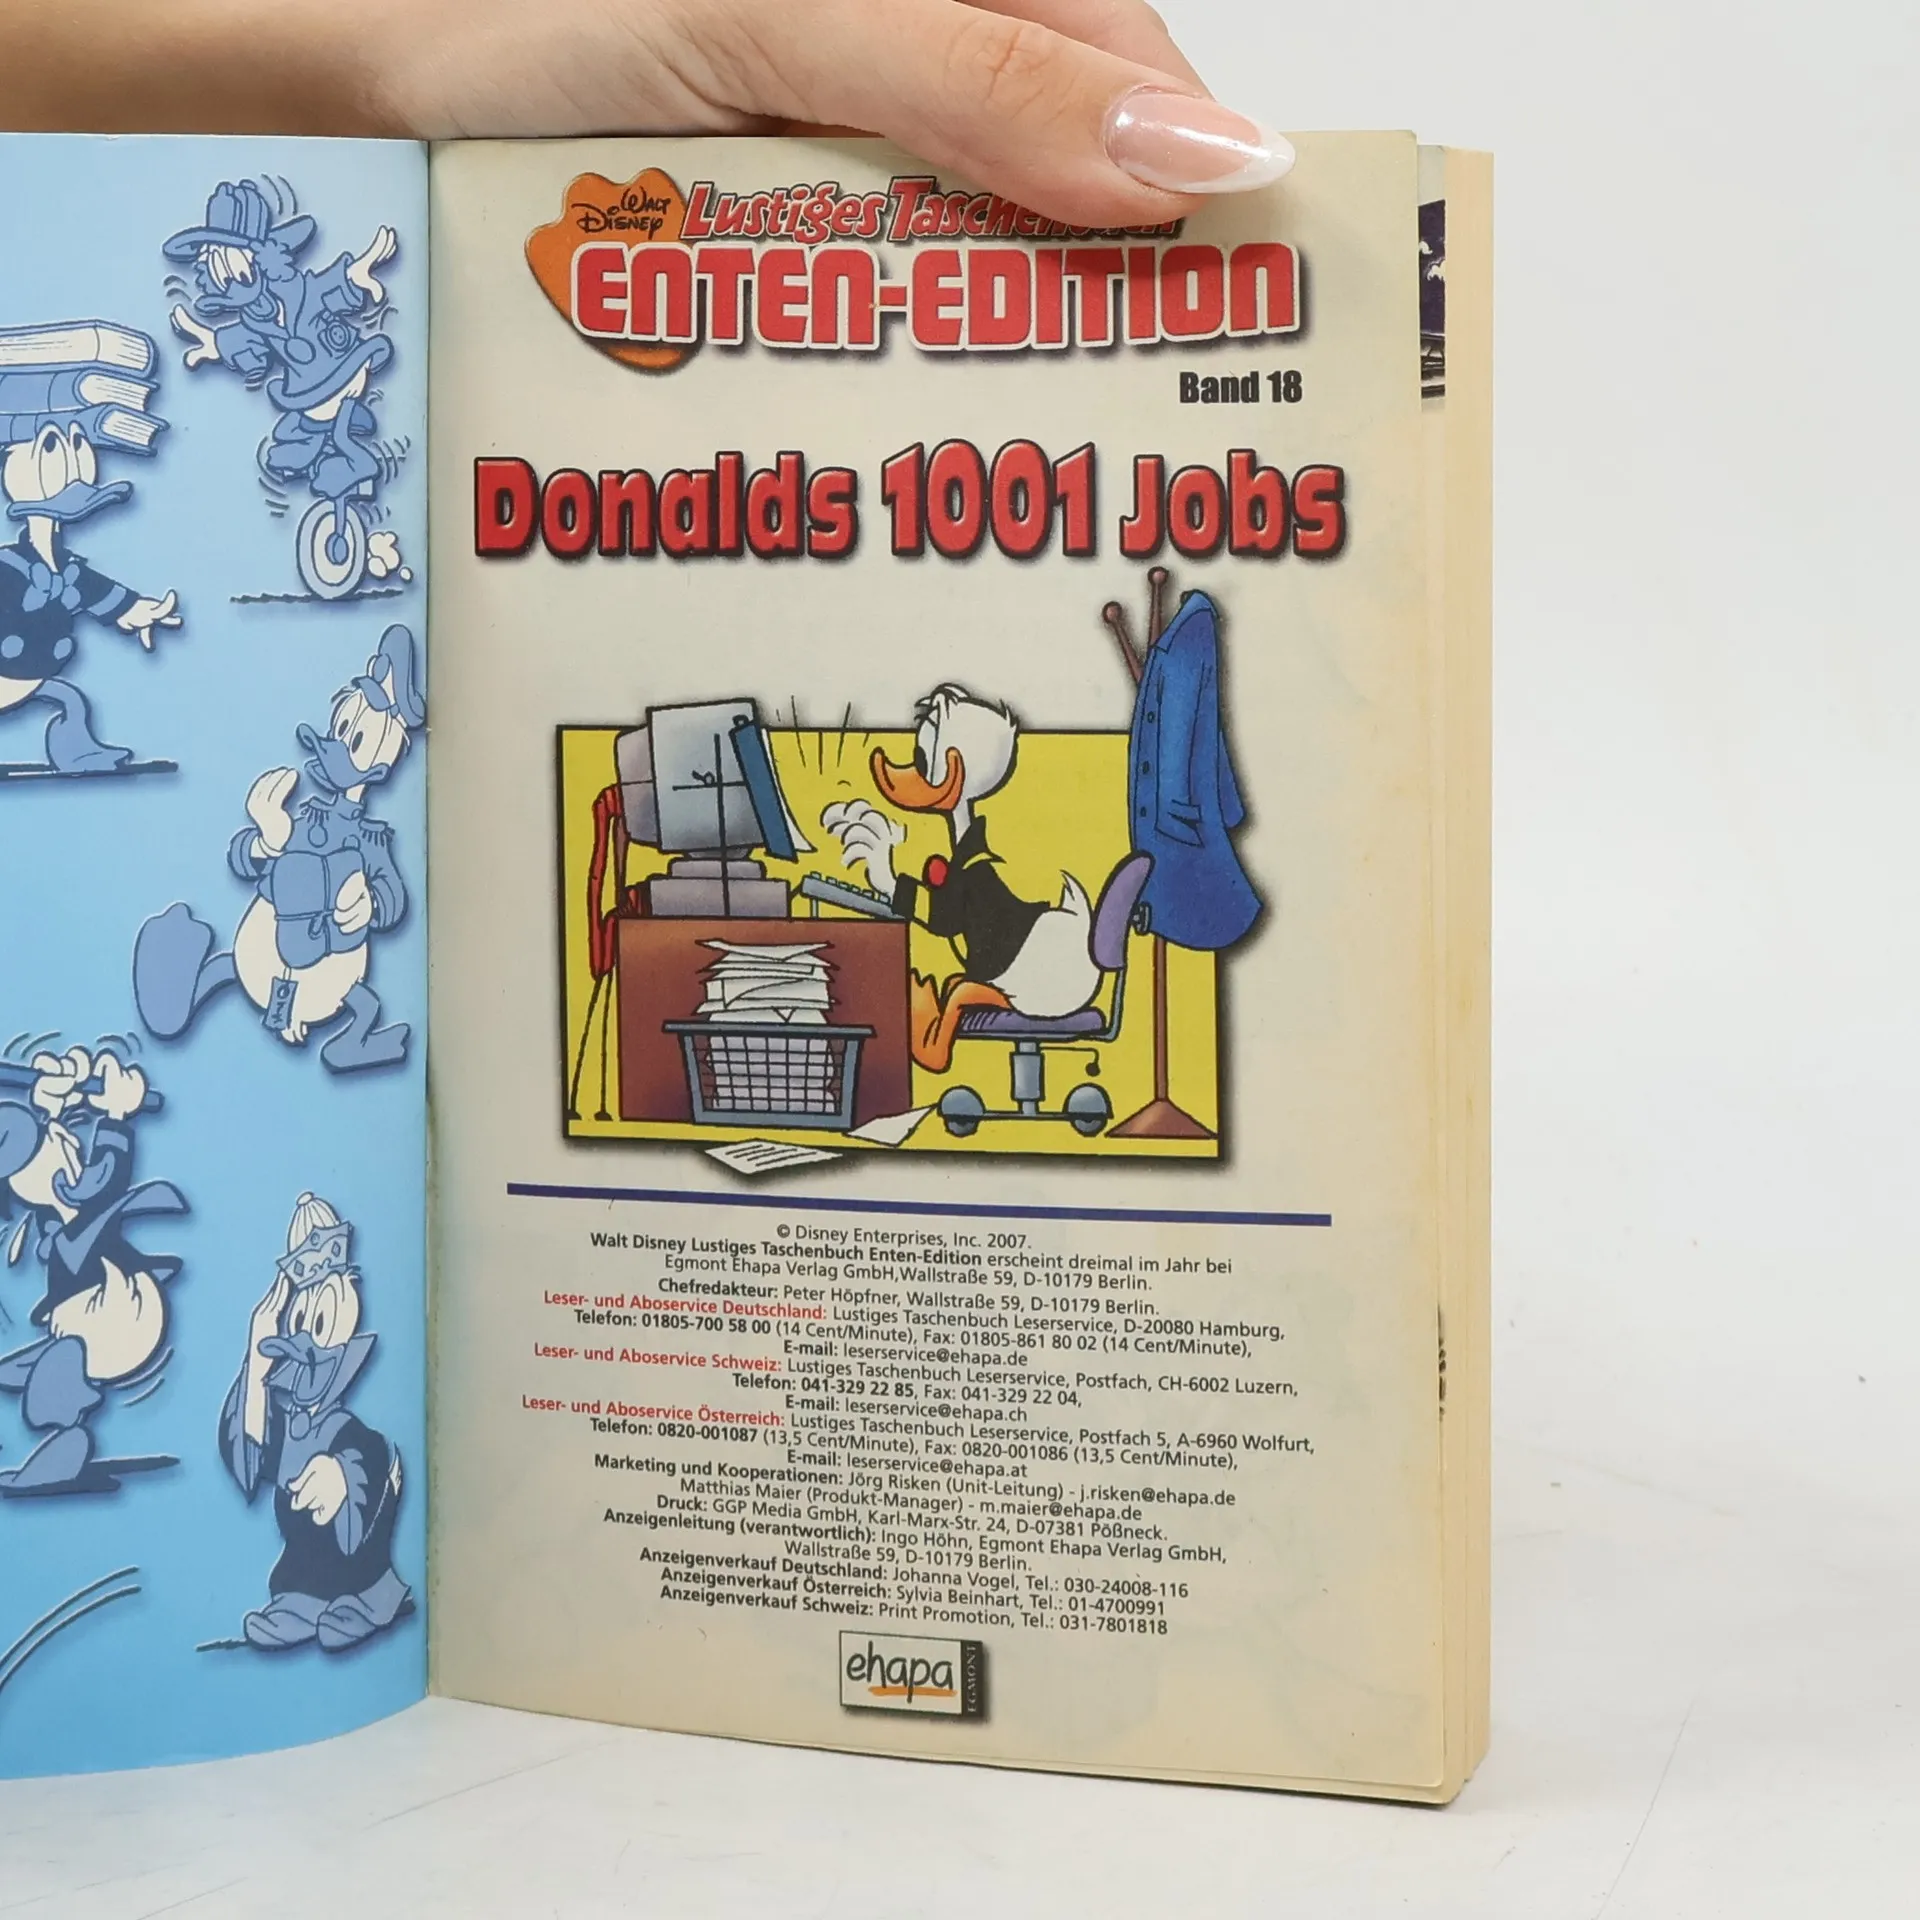 Walt
Disney
Lustiges
ENTEN-EDITION
Band 18
Donalds 1001 Jobs
© Disney Enterprises, Inc. 2007.
Walt Disney Lustiges Taschenbuch Enten-Edition erscheint dreimal im Jahr bei
Egmont Ehapa Verlag GmbH,Wallstraße 59, D-10179 Berlin.
Chefredakteur: Peter Höpfner, Wallstraße 59, D-10179 Berlin.
Leser- und Aboservice Deutschland: Lustiges Taschenbuch Leserservice, D-20080 Hamburg,
Telefon: 01805-700 58 00 (14 Cent/Minute), Fax: 01805-861 80 02 (14 Cent/Minute),
E-mail: leserservice@ehapa.de
Leser- und Aboservice Schweiz: Lustiges Taschenbuch Leserservice, Postfach, CH-6002 Luzern,
Telefon: 041-329 22 85, Fax: 041-329 22 04,
E-mail: leserservice@ehapa.ch
Leser- und Aboservice Österreich: Lustiges Taschenbuch Leserservice, Postfach 5, A-6960 Wolfurt,
Telefon: 0820-001087 (13,5 Cent/Minute), Fax: 0820-001086 (13,5 Cent/Minute),
E-mail: leserservice@ehapa.at
Marketing und Kooperationen: Jörg Risken (Unit-Leitung) - j.risken@ehapa.de
Matthias Maier (Produkt-Manager) - m.maier@ehapa.de
Druck: GGP Media GmbH, Karl-Marx-Str. 24, D-07381 Pößneck.
Anzeigenleitung (verantwortlich): Ingo Höhn, Egmont Ehapa Verlag GmbH,
Wallstraße 59, D-10179 Berlin.
Anzeigenverkauf Deutschland: Johanna Vogel, Tel.: 030-24008-116
Anzeigenverkauf Österreich: Sylvia Beinhart, Tel.: 01-4700991
Anzeigenverkauf Schweiz: Print Promotion, Tel.: 031-7801818
ehapa
EGMONT